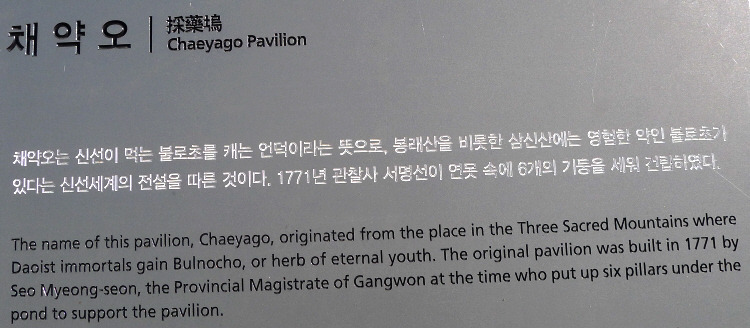 채약오
採藥塢
Chaeyago Pavilion
채약오는 신선이 먹는 불로초를 캐는 언덕이라는 뜻으로, 봉래산을 비롯한 삼신산에는 영험한 약인 불로초가
있다는 신선세계의 전설을 따른 것이다. 1771년 관찰사 서명선이 연못 속에 6개의 기둥을 세워 건립하였다.
The name of this pavilion, Chaeyago, originated from the place in the Three Sacred Mountains where
Daoist immortals gain Bulnocho, or herb of eternal youth. The original pavilion was built in 1771 by
Seo Myeong-seon, the Provincial Magistrate of Gangwon at the time who put up six pillars under the
pond to support the pavilion.